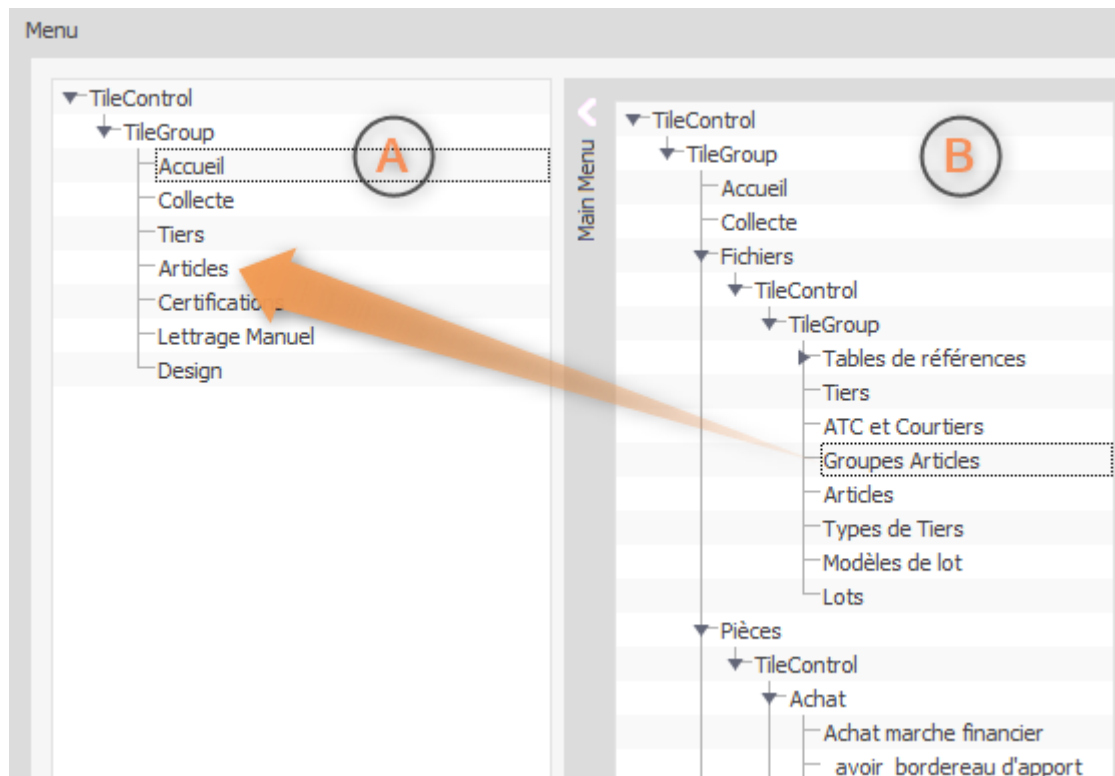 Menu
TileControl
TileGroup
Accueil
Collecte
Tiers
Articles
Certifications
Lettrage Manuel
Design
A
Main Menu
TileControl
TileGroup
Accueil
Collecte
Fichiers
TileControl
TileGroup
Tables de références
Tiers
ATC et Courtiers
Groupes Articles
Articles
Types de Tiers
Modèles de lot
Lots
Pièces
TileControl
Achat
Achat marche financier
avoir bordereau d'apport
B